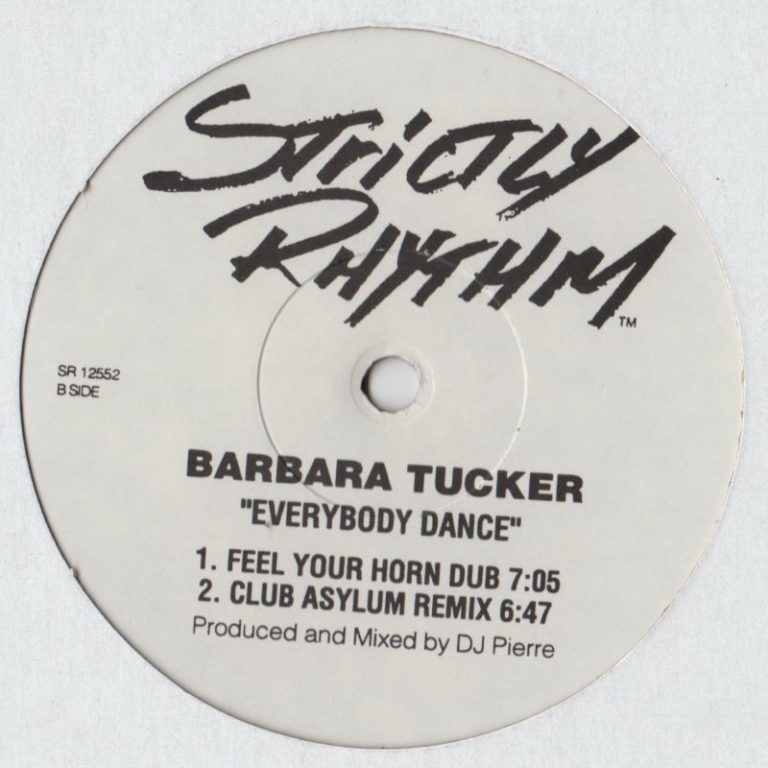 Strictly
Rhythm
TM
SR 12552
B SIDE
BARBARA TUCKER
"EVERYBODY DANCE"
1. FEEL YOUR HORN DUB 7:05
2. CLUB ASYLUM REMIX 6:47
Produced and Mixed by DJ Pierre